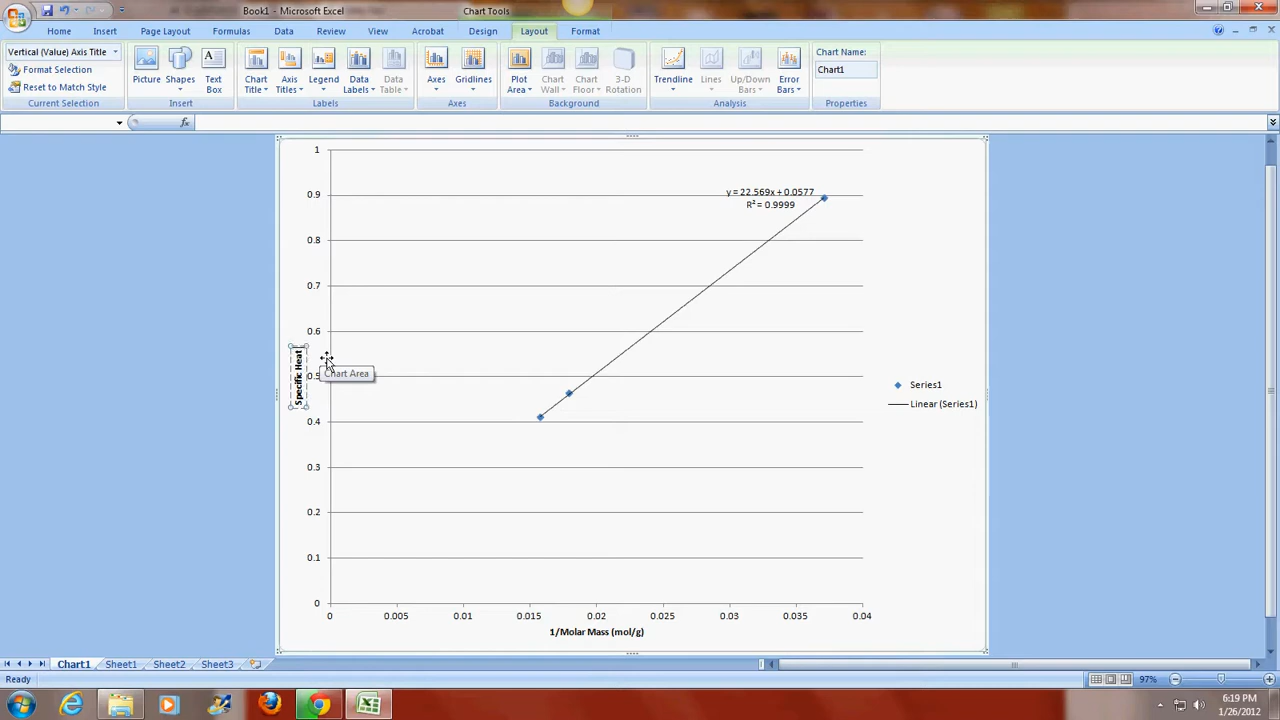 Book1 - Microsoft Excel
Chart Tools
Home Insert Page Layout Formulas Data Review View Acrobat Design Layout Format
Vertical (Value) Axis Title
Format Selection
Reset to Match Style
Current Selection
Picture Shapes Text Box
Insert
Chart Title Axis Titles Legend Data Labels Data Table
Labels
Axes Gridlines
Axes
Plot Area Chart Wall Chart Floor 3-D Rotation
Background
Trendline Lines Up/Down Bars Error Bars
Analysis
Chart Name:
Chart1
Properties
fx
1
0.9
0.8
0.7
0.6
0.5
0.4
0.3
0.2
0.1
0
y = 22.569x + 0.0577
R² = 0.9999
Specific Heat
Chart Area
Series1
Linear (Series1)
0 0.005 0.01 0.015 0.02 0.025 0.03 0.035 0.04
1/Molar Mass (mol/g)
Chart1 Sheet1 Sheet2 Sheet3
Ready
97%
6:19 PM
1/26/2012